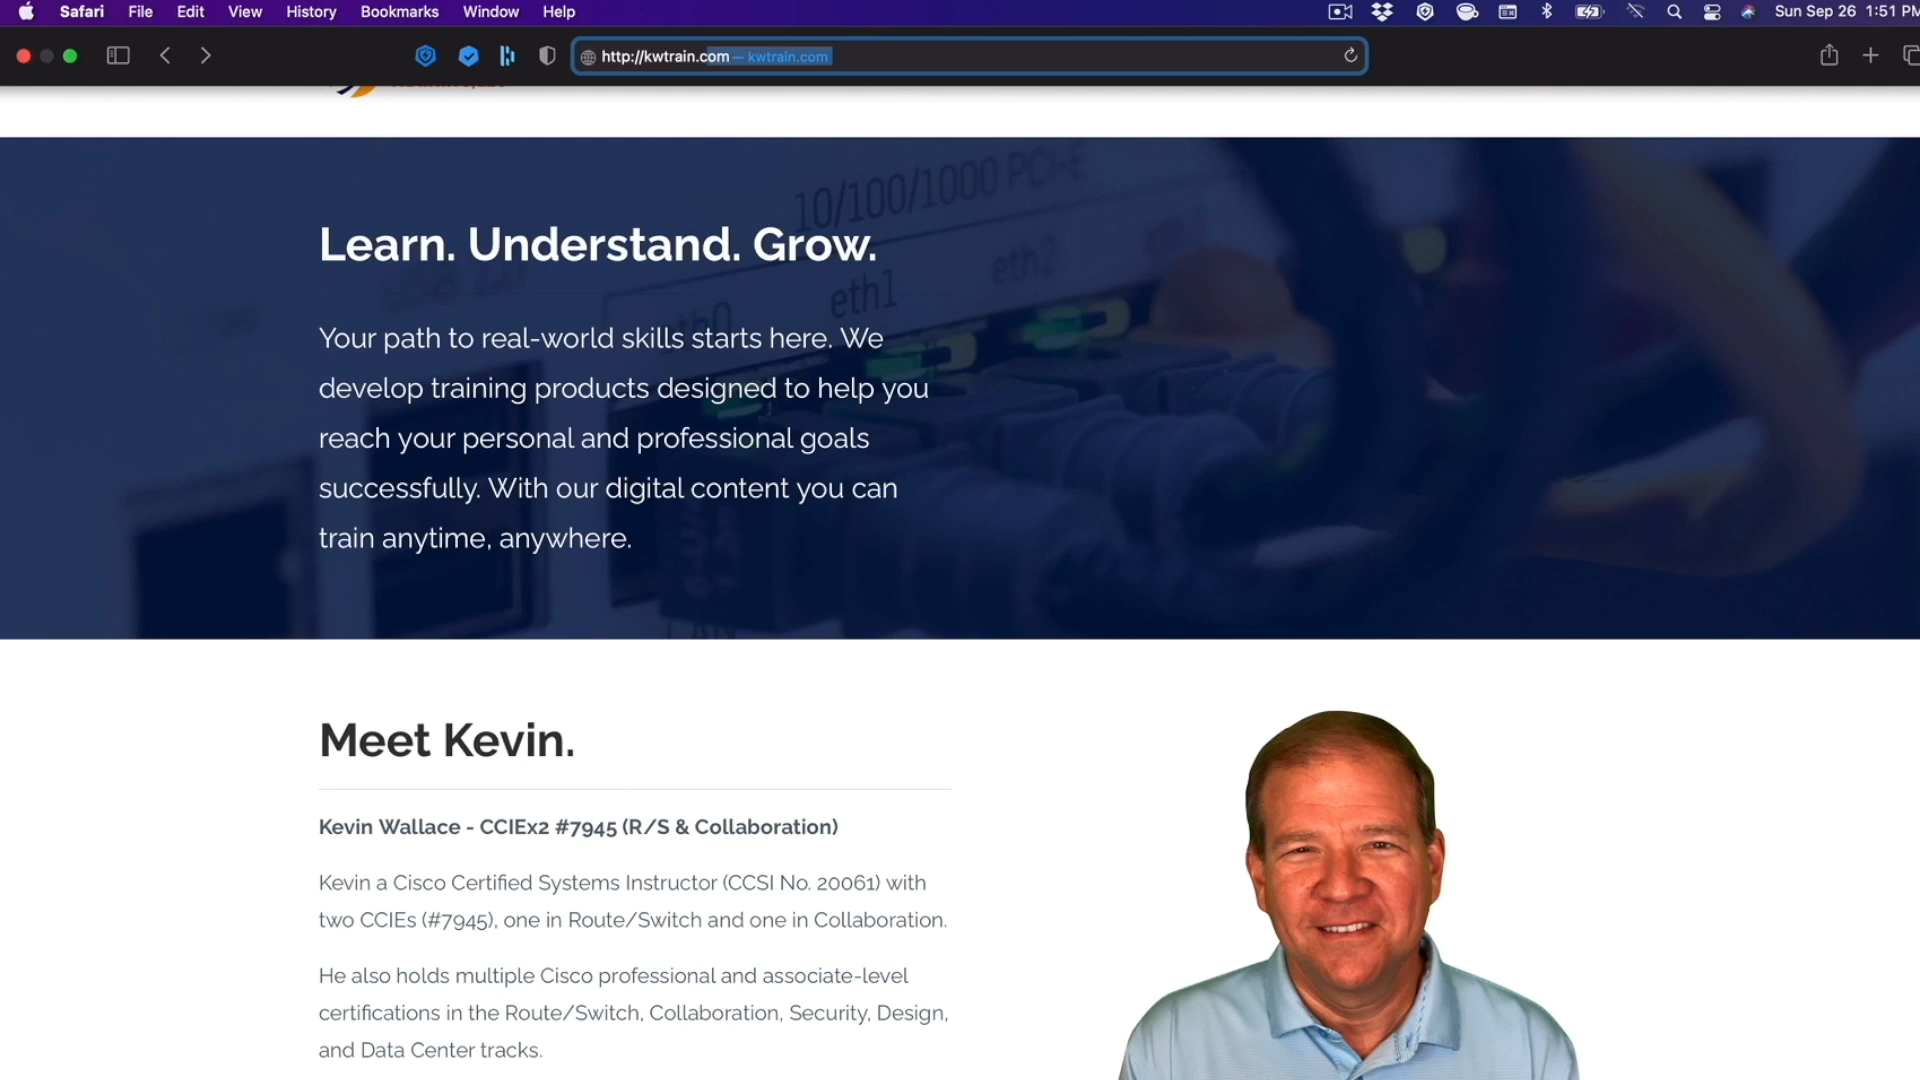 Safari File Edit View History Bookmarks Window Help Sun Sep 26 1:51 PM
http://kwtrain.com — kwtrain.com
10/100/1000 PCI-E
Learn. Understand. Grow.
eth0 eth1 eth2
Your path to real-world skills starts here. We
develop training products designed to help you
reach your personal and professional goals
successfully. With our digital content you can
train anytime, anywhere.
LAN
Meet Kevin.
Kevin Wallace - CCIEx2 #7945 (R/S & Collaboration)
Kevin a Cisco Certified Systems Instructor (CCSI No. 20061) with
two CCIEs (#7945), one in Route/Switch and one in Collaboration.
He also holds multiple Cisco professional and associate-level
certifications in the Route/Switch, Collaboration, Security, Design,
and Data Center tracks.